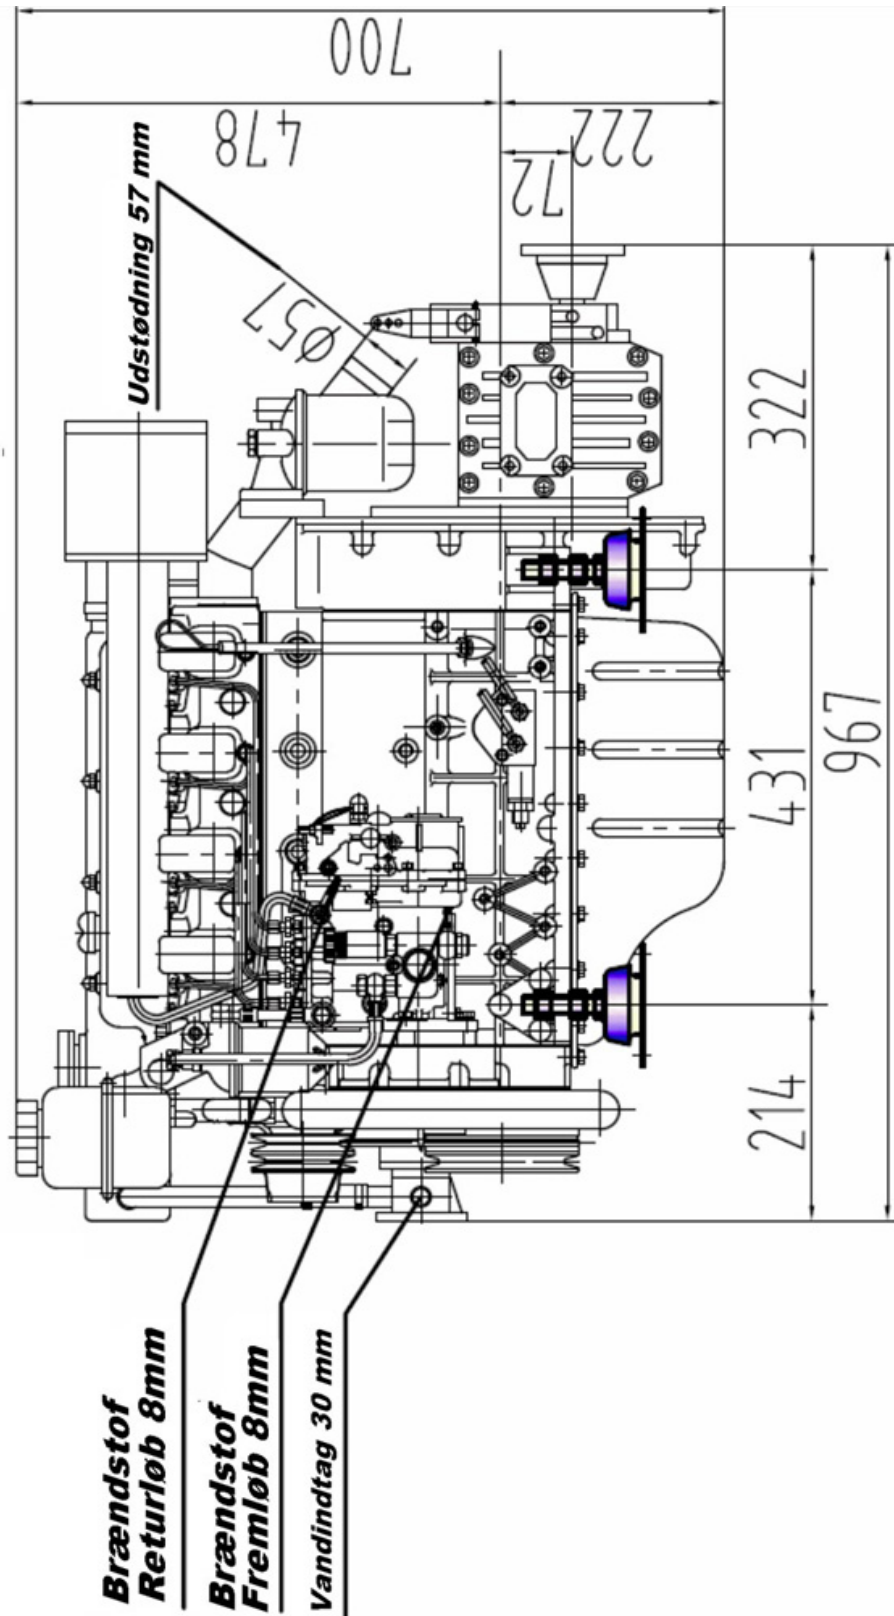 700
478
222
72
Udstødning 57 mm
Ø57
322
431
967
214
Brændstof
Returløb 8mm
Brændstof
Fremløb 8mm
Vandindtag 30 mm